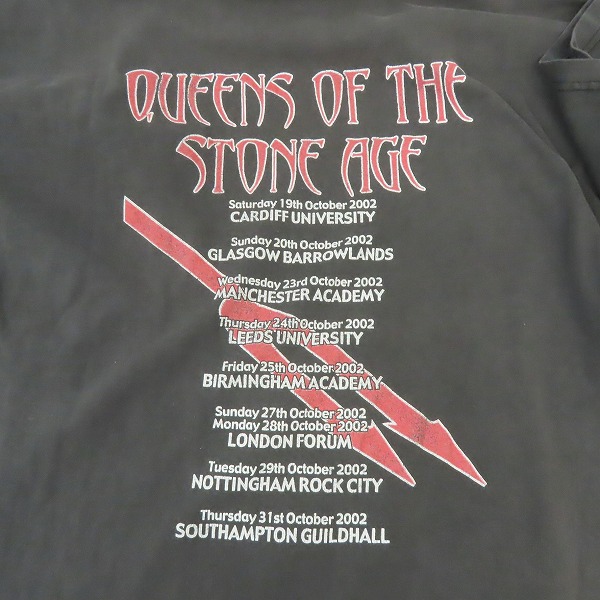 QUEENS OF THE
STONE AGE
Saturday 19th October 2002
CARDIFF UNIVERSITY
Sunday 20th October 2002
GLASGOW BARROWLANDS
Wednesday 23rd October 2002
MANCHESTER ACADEMY
Thursday 24th October 2002
LEEDS UNIVERSITY
Friday 25th October 2002
BIRMINGHAM ACADEMY
Sunday 27th October 2002
Monday 28th October 2002
LONDON FORUM
Tuesday 29th October 2002
NOTTINGHAM ROCK CITY
Thursday 31st October 2002
SOUTHAMPTON GUILDHALL